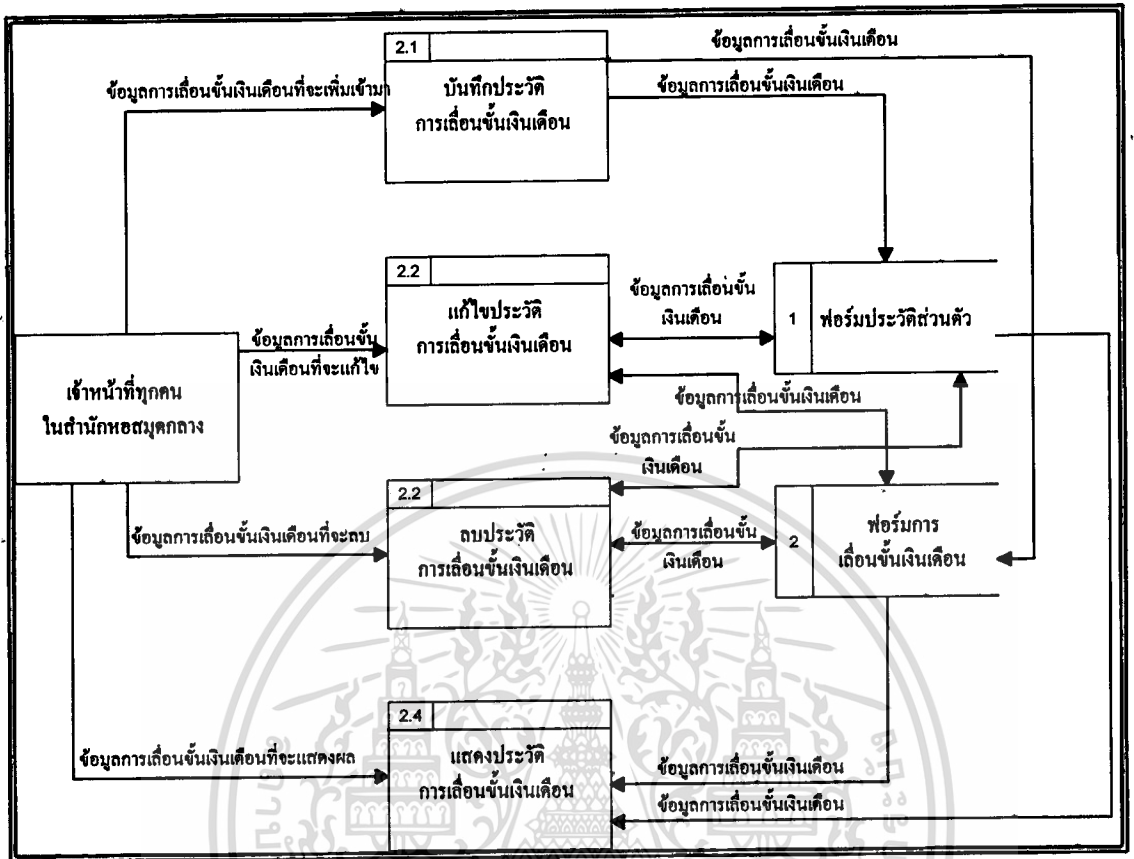 2.1
บันทึกประวัติ
การเลื่อนขั้นเงินเดือน
ข้อมูลการเลื่อนขั้นเงินเดือน
ข้อมูลการเลื่อนขั้นเงินเดือน
ข้อมูลการเลื่อนขั้นเงินเดือนที่จะเพิ่มเข้ามา
2.2
แก้ไขประวัติ
การเลื่อนขั้นเงินเดือน
ข้อมูลการเลื่อนขั้น
เงินเดือน
1
ฟอร์มประวัติส่วนตัว
ข้อมูลการเลื่อนขั้น
เงินเดือนที่จะแก้ไข
เจ้าหน้าที่ทุกคน
ในสำนักหอสมุดกลาง
ข้อมูลการเลื่อนขั้นเงินเดือน
ข้อมูลการเลื่อนขั้น
เงินเดือน
2.2
ลบประวัติ
การเลื่อนขั้นเงินเดือน
ข้อมูลการเลื่อนขั้นเงินเดือนที่จะลบ
ข้อมูลการเลื่อนขั้น
เงินเดือน
2
ฟอร์มการ
เลื่อนขั้นเงินเดือน
2.4
แสดงประวัติ
การเลื่อนขั้นเงินเดือน
ข้อมูลการเลื่อนขั้นเงินเดือนที่จะแสดงผล
ข้อมูลการเลื่อนขั้นเงินเดือน
ข้อมูลการเลื่อนขั้นเงินเดือน